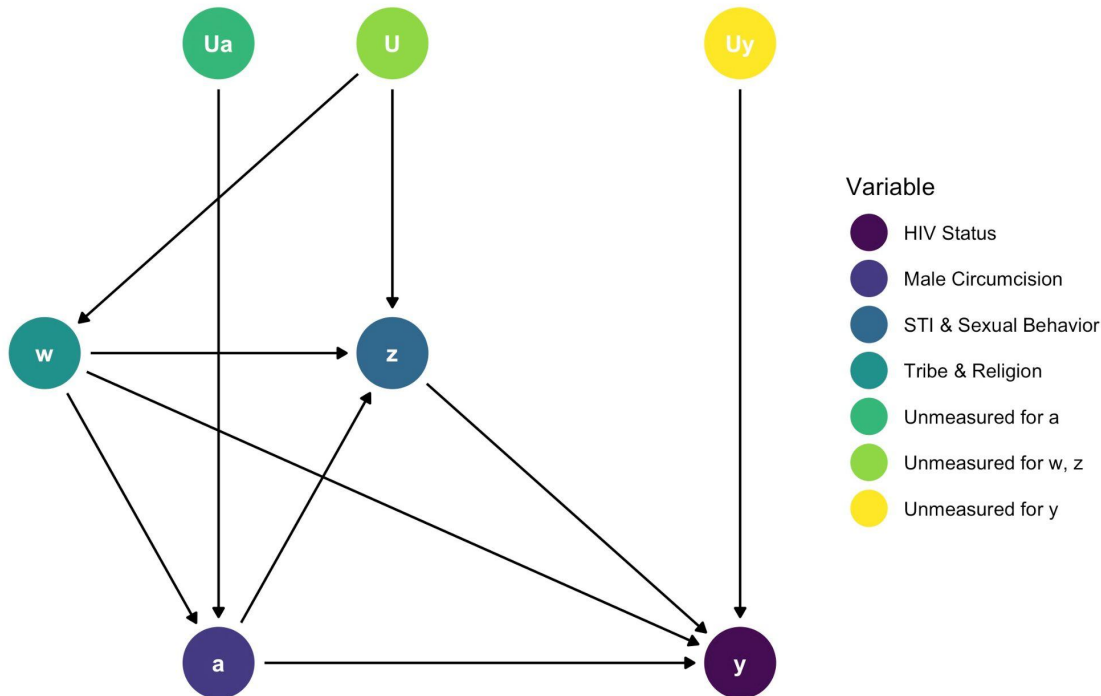 Ua
U
Uy
w
z
a
y
Variable
HIV Status
Male Circumcision
STI & Sexual Behavior
Tribe & Religion
Unmeasured for a
Unmeasured for w, z
Unmeasured for y